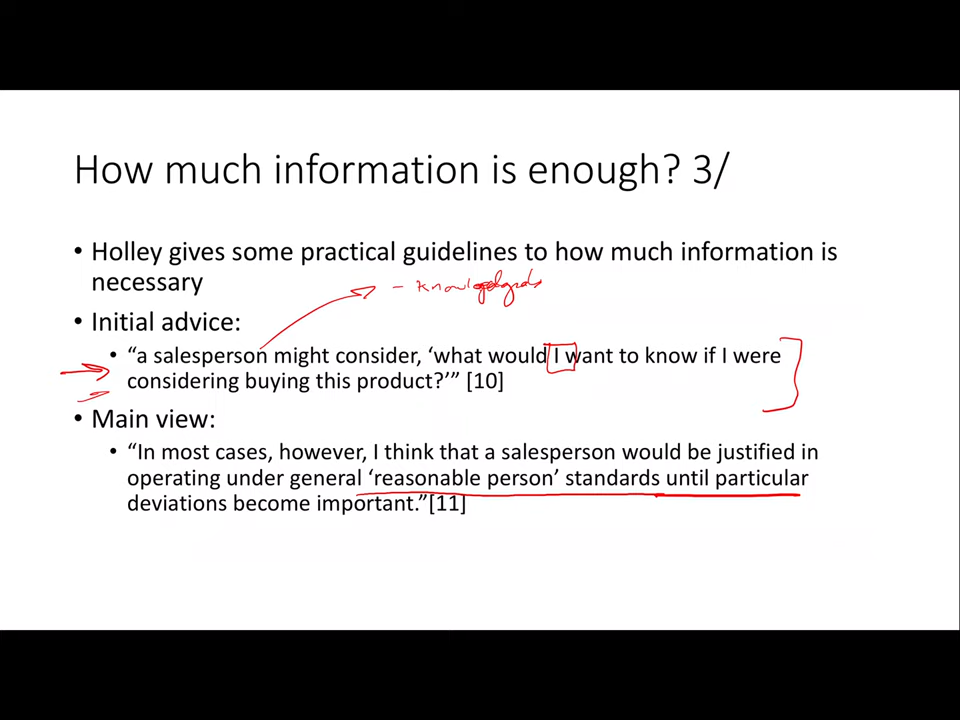 How much information is enough? 3/
• Holley gives some practical guidelines to how much information is
necessary
• Initial advice:
• “a salesperson might consider, ‘what would I want to know if I were
considering buying this product?’” [10]
• Main view:
• “In most cases, however, I think that a salesperson would be justified in
operating under general ‘reasonable person’ standards until particular
deviations become important.”[11]